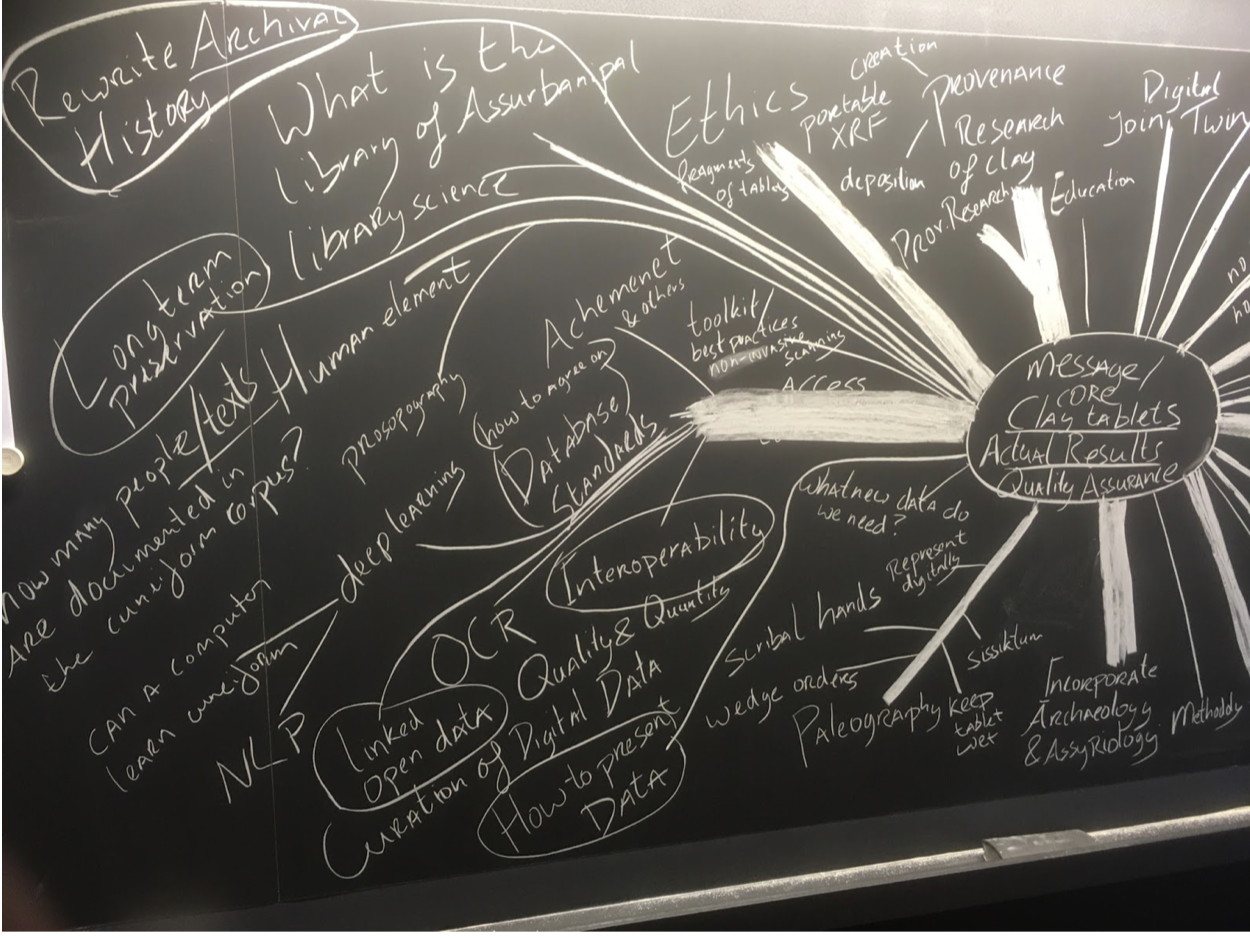 Rewrite Archival
History
What is the
library of Assurbanipal
library science
Long term
preservation
Human element
How many people/texts
Are documented in
the cuneiform corpus?
prosopography
Achemenet
& others
(how to agree on)
Database
Standards
deep learning
can a computer
learn cuneiform
NLP
OCR
Linked
open data
Interoperability
Quality & Quantity
Curation of Digital Data
How to present
Data
Ethics
fragments
of tablets
portable
XRF
creation
Provenance
deposition
Research
of clay
Prov. Research
Education
Digital
join, Twin
toolkit/
best practices
non-invasive
scanning
Access
Message/
core
Clay tablets
Actual Results
Quality Assurance
What new data do
we need?
Represent
digitally
Scribal hands
wedge orders
Paleography
Sissiktum
keep
tablet
wet
Incorporate
Archaeology
& Assyriology
no